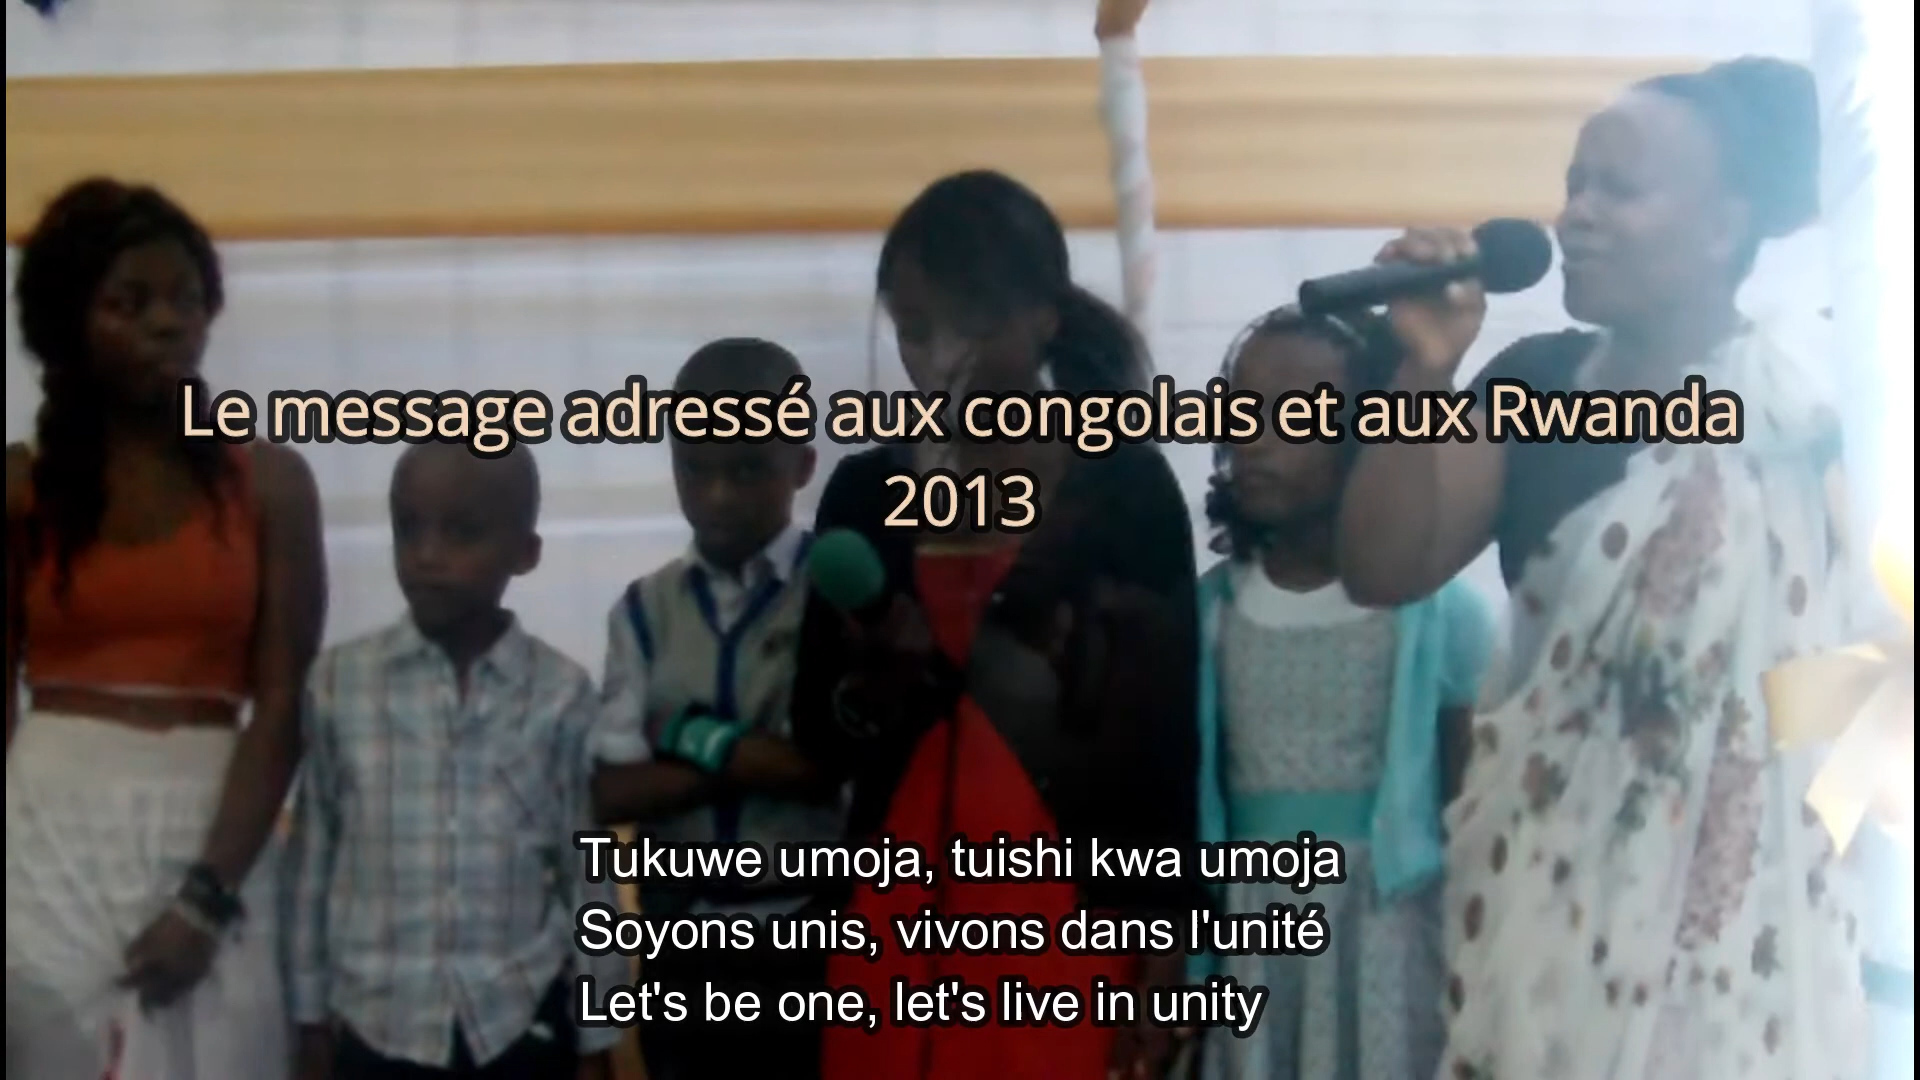 Le message adressé aux congolais et aux Rwanda
2013
Tukuwe umoja, tuishi kwa umoja
Soyons unis, vivons dans l'unité
Let's be one, let's live in unity